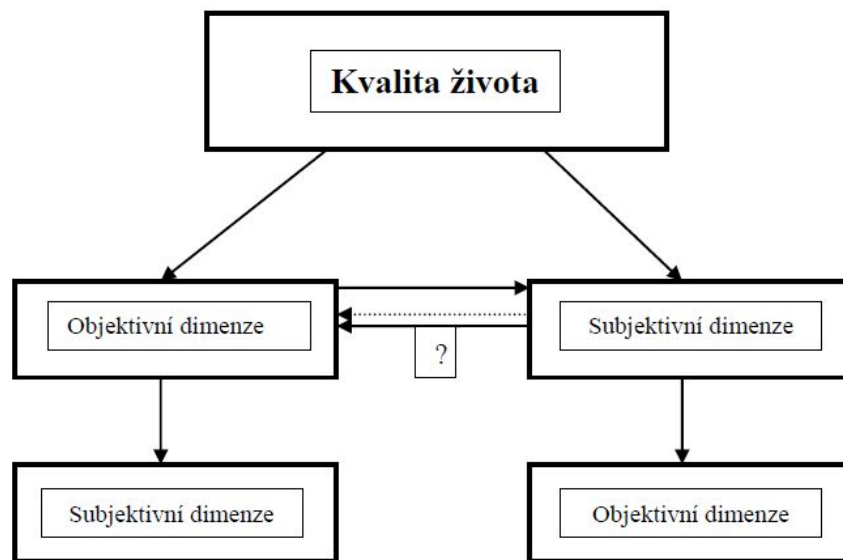 Kvalita života
Objektivní dimenze
Subjektivní dimenze
?
Subjektivní dimenze
Objektivní dimenze